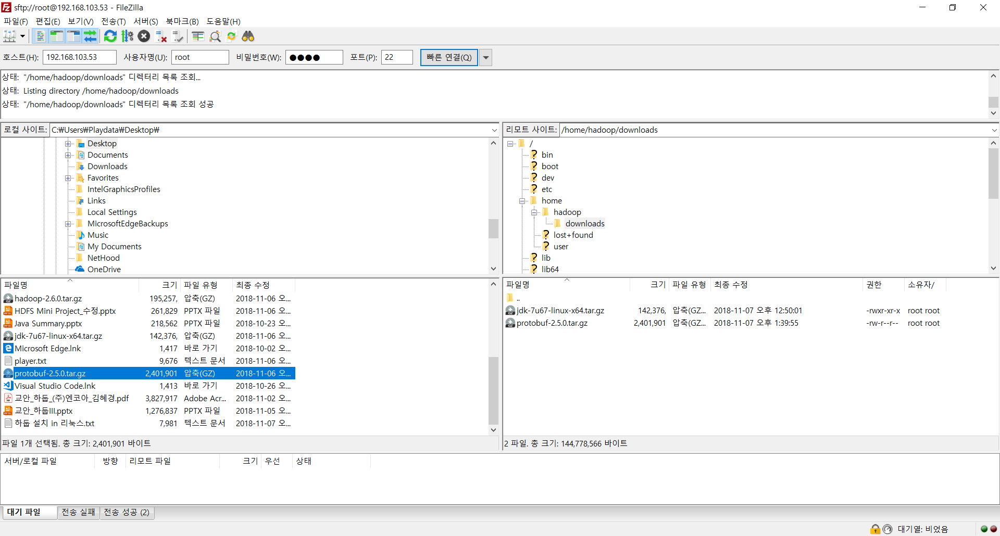 sftp://root@192.168.103.53 - FileZilla
파일(F) 편집(E) 보기(V) 전송(T) 서버(S) 북마크(B) 도움말(H)
호스트(H): 192.168.103.53 사용자명(U): root 비밀번호(W): ●●●● 포트(P): 22 빠른 연결(Q)
상태: "/home/hadoop/downloads" 디렉터리 목록 조회...
상태: Listing directory /home/hadoop/downloads
상태: "/home/hadoop/downloads" 디렉터리 목록 조회 성공
로컬 사이트: C:₩Users₩Playdata₩Desktop₩
Desktop
Documents
Downloads
Favorites
IntelGraphicsProfiles
Links
Local Settings
MicrosoftEdgeBackups
Music
My Documents
NetHood
OneDrive
리모트 사이트: /home/hadoop/downloads
/
bin
boot
dev
etc
home
hadoop
downloads
lost+found
user
lib
lib64
파일명 크기 파일 유형 최종 수정
hadoop-2.6.0.tar.gz 195,257, 압축(GZ) 2018-11-06 오...
HDFS Mini Project_수정.pptx 261,829 PPTX 파일 2018-11-06 오...
Java Summary.pptx 218,562 PPTX 파일 2018-10-23 오...
jdk-7u67-linux-x64.tar.gz 142,376, 압축(GZ) 2018-11-06 오...
Microsoft Edge.lnk 1,417 바로 가기 2018-10-02 오...
player.txt 9,676 텍스트 문서 2018-11-06 오...
protobuf-2.5.0.tar.gz 2,401,901 압축(GZ) 2018-11-06 오...
Visual Studio Code.lnk 1,413 바로 가기 2018-10-26 오...
교안_하둡_(주)엔코아_김혜경.pdf 3,827,917 Adobe Acr... 2018-11-02 오...
교안_하둡III.pptx 1,276,837 PPTX 파일 2018-11-05 오...
하둡 설치 in 리눅스.txt 7,981 텍스트 문서 2018-11-07 오...
파일 1개 선택됨. 총 크기: 2,401,901 바이트
파일명 크기 파일 유형 최종 수정 권한 소유자/
..
jdk-7u67-linux-x64.tar.gz 142,376, 압축(GZ... 2018-11-07 오후 12:50:01 -rwxr-xr-x root root
protobuf-2.5.0.tar.gz 2,401,901 압축(GZ... 2018-11-07 오후 1:39:55 -rw-r--r-- root root
2 파일. 총 크기: 144,778,566 바이트
서버/로컬 파일 방향 리모트 파일 크기 우선 상태
대기 파일 전송 실패 전송 성공 (2)
대기열: 비었음